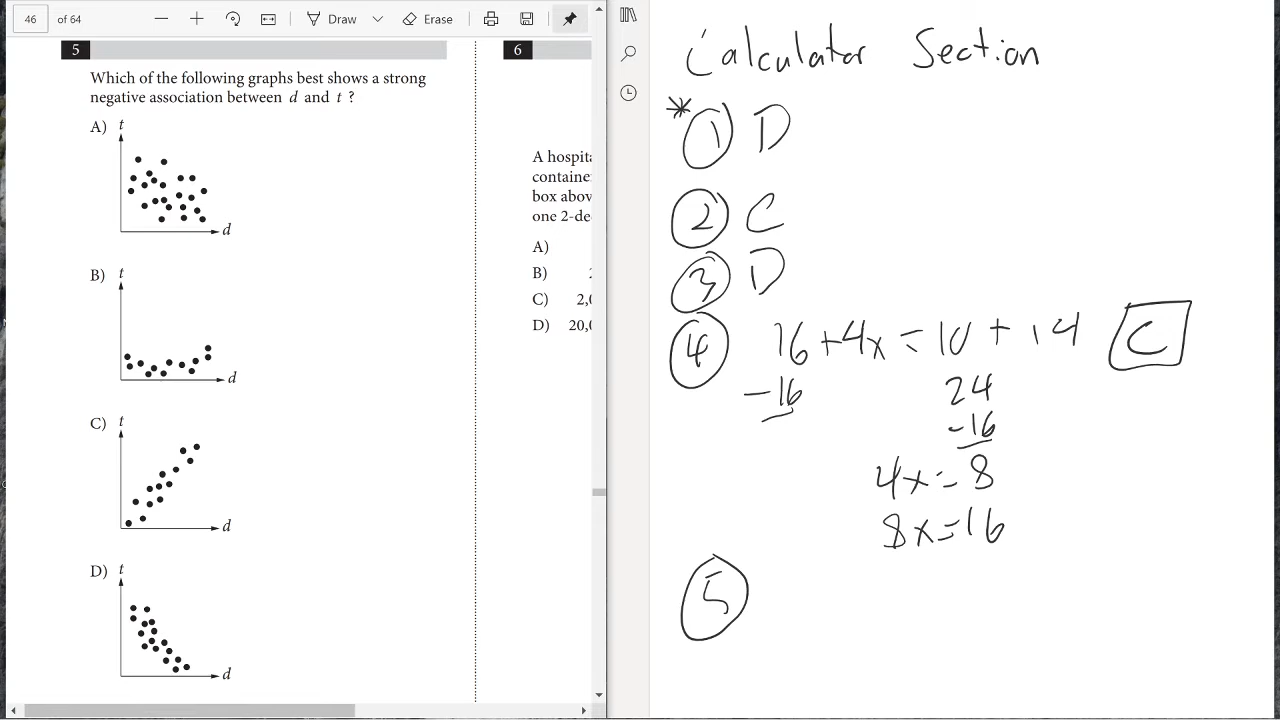 46 of 64
Draw
Erase
5
Which of the following graphs best shows a strong
negative association between d and t ?
A)
t
d
B)
t
d
C)
t
d
D)
t
d
6
A hospita
containe
box abov
one 2-de
A)
B) 2
C) 2,0
D) 20,0
Calculator Section
* 1 D
2 C
3 D
4 16+4x=10+14 C
-16 24
-16
4x=8
8x=16
5